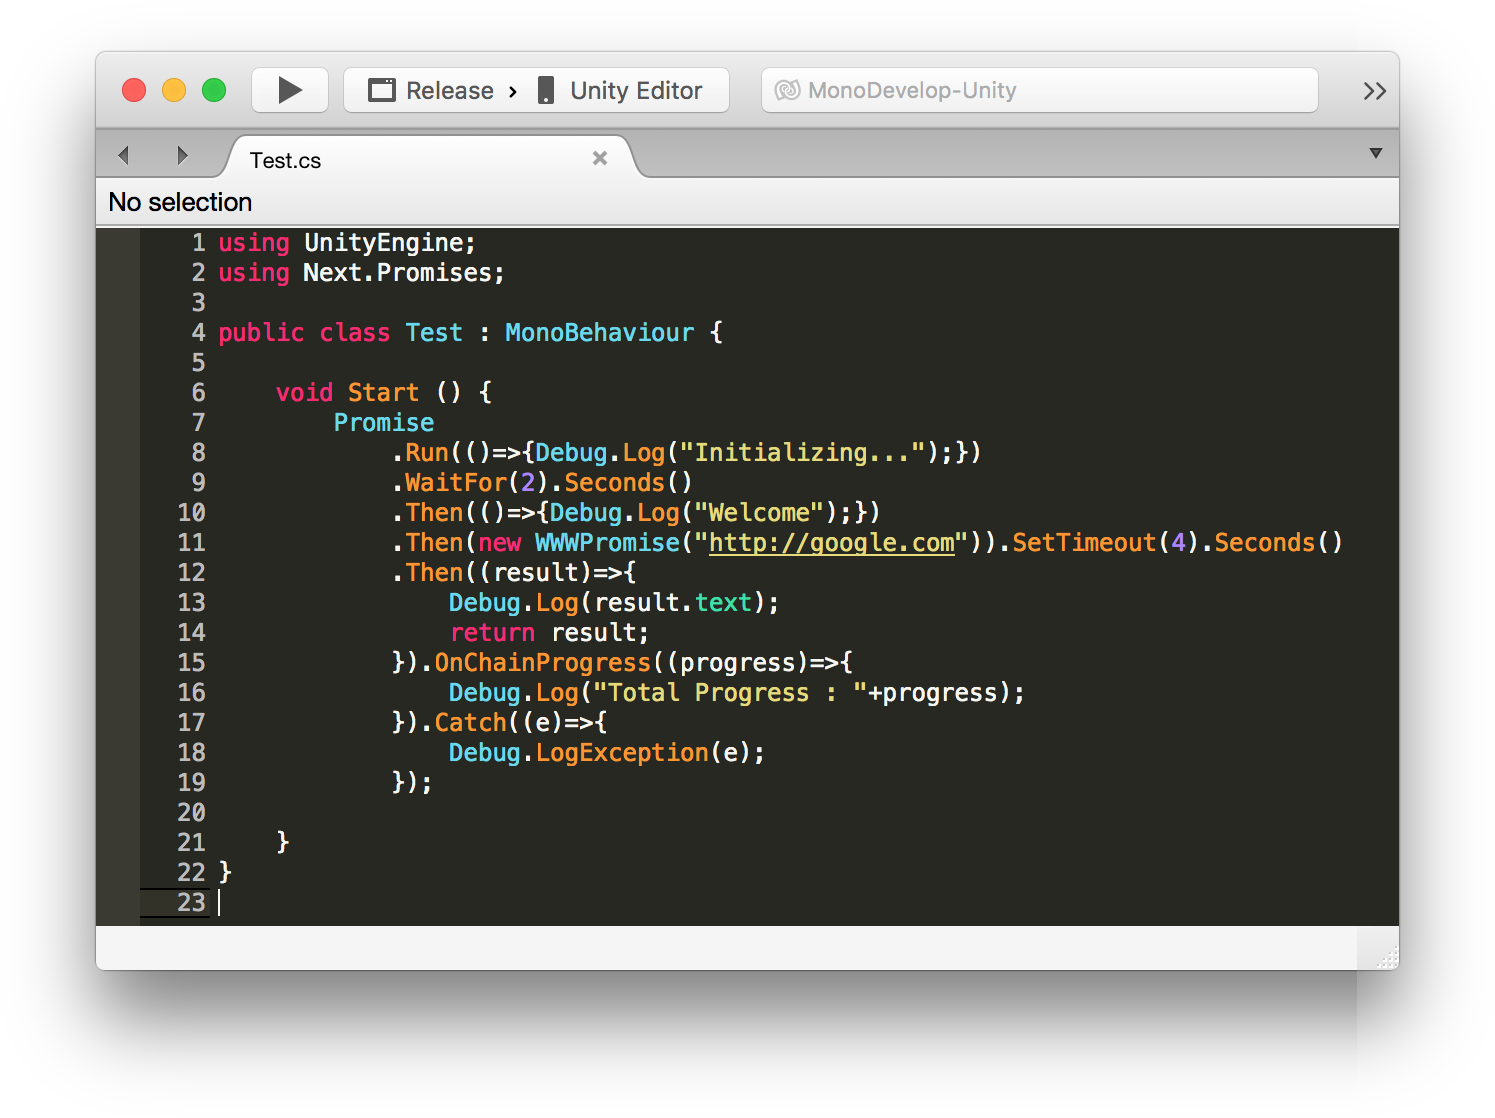 Release › Unity Editor MonoDevelop-Unity
Test.cs
No selection
1 using UnityEngine;
2 using Next.Promises;
3
4 public class Test : MonoBehaviour {
5
6     void Start () {
7         Promise
8             .Run(()=>{Debug.Log("Initializing...");})
9             .WaitFor(2).Seconds()
10             .Then(()=>{Debug.Log("Welcome");})
11             .Then(new WWWPromise("http://google.com")).SetTimeout(4).Seconds()
12             .Then((result)=>{
13                 Debug.Log(result.text);
14                 return result;
15             }).OnChainProgress((progress)=>{
16                 Debug.Log("Total Progress : "+progress);
17             }).Catch((e)=>{
18                 Debug.LogException(e);
19             });
20
21     }
22 }
23